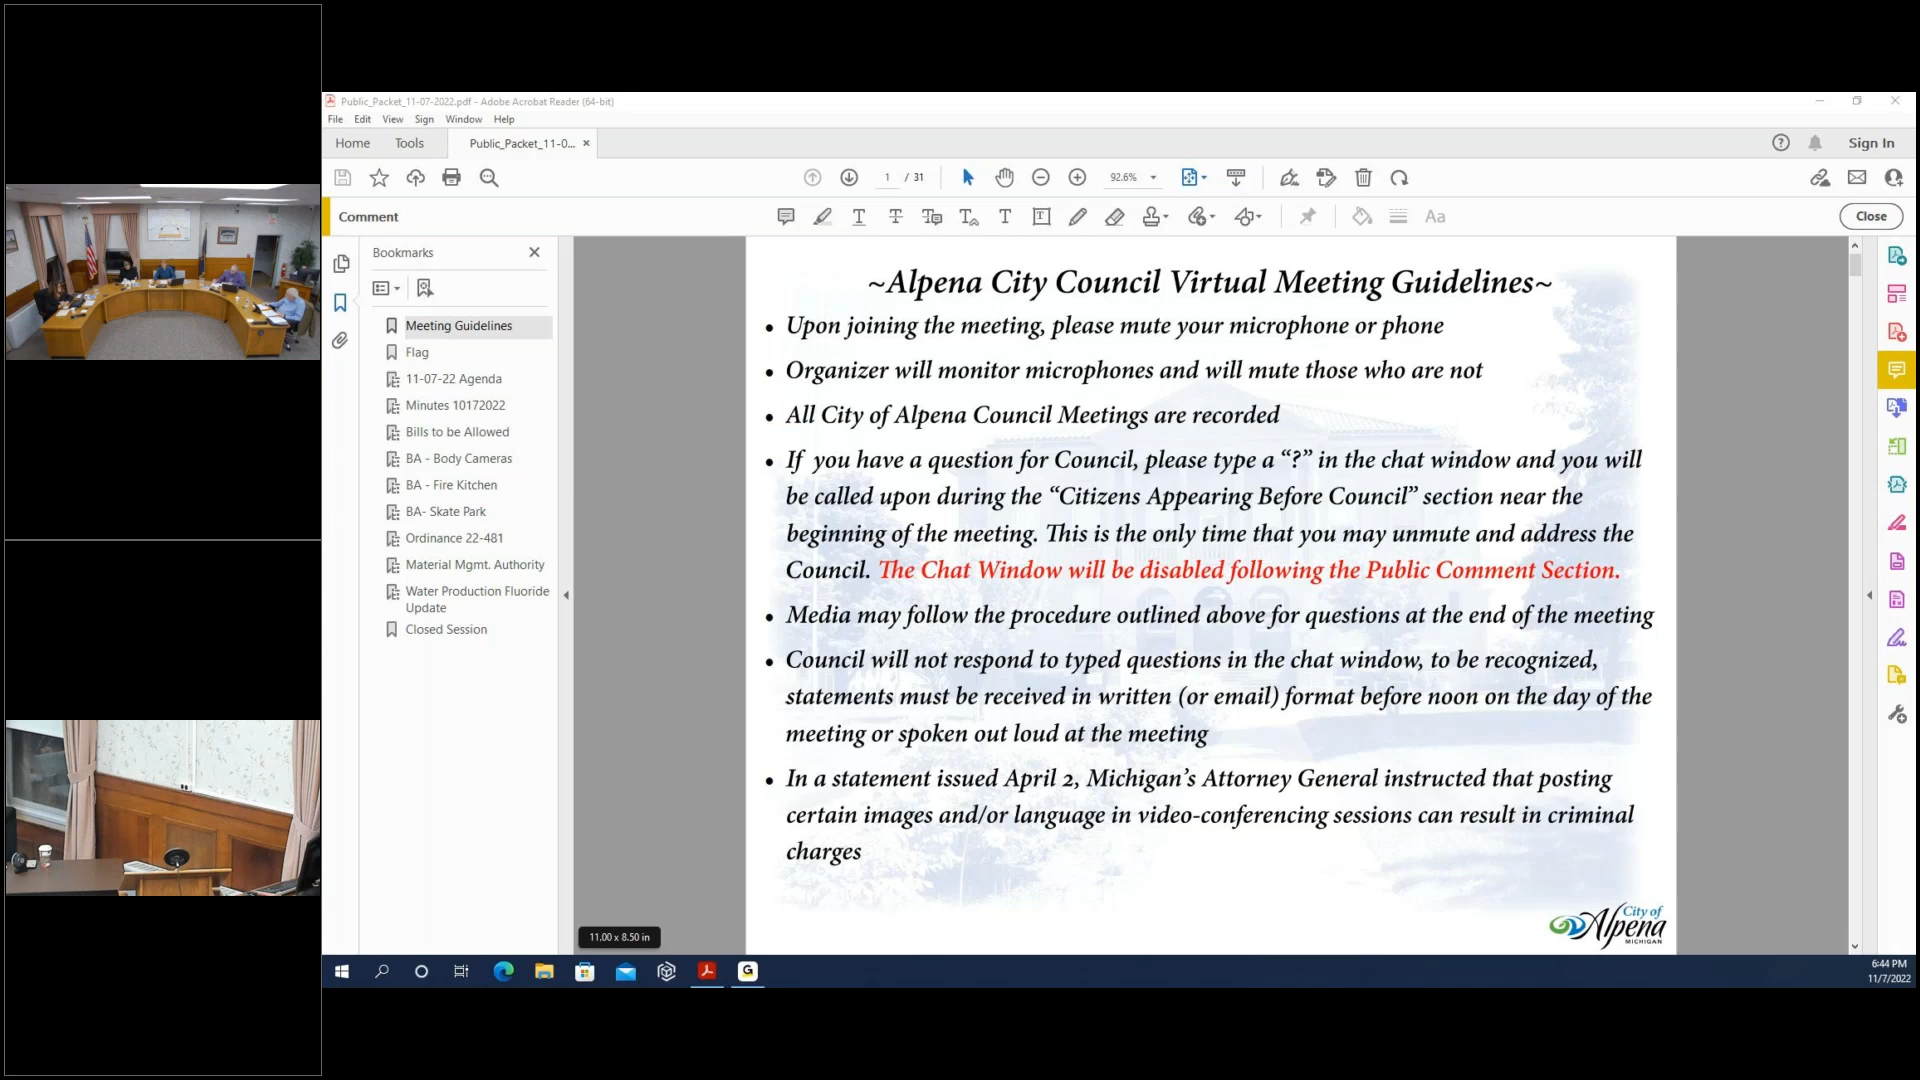 Public_Packet_11-07-2022.pdf - Adobe Acrobat Reader (64-bit)
File Edit View Sign Window Help
Home Tools Public_Packet_11-0... × Sign In
1 / 31 92.6%
Comment Close
Bookmarks
Meeting Guidelines
Flag
11-07-22 Agenda
Minutes 10172022
Bills to be Allowed
BA - Body Cameras
BA - Fire Kitchen
BA- Skate Park
Ordinance 22-481
Material Mgmt. Authority
Water Production Fluoride
Update
Closed Session
~Alpena City Council Virtual Meeting Guidelines~
• Upon joining the meeting, please mute your microphone or phone
• Organizer will monitor microphones and will mute those who are not
• All City of Alpena Council Meetings are recorded
• If you have a question for Council, please type a “?” in the chat window and you will
be called upon during the “Citizens Appearing Before Council” section near the
beginning of the meeting. This is the only time that you may unmute and address the
Council. The Chat Window will be disabled following the Public Comment Section.
• Media may follow the procedure outlined above for questions at the end of the meeting
• Council will not respond to typed questions in the chat window, to be recognized,
statements must be received in written (or email) format before noon on the day of the
meeting or spoken out loud at the meeting
• In a statement issued April 2, Michigan’s Attorney General instructed that posting
certain images and/or language in video-conferencing sessions can result in criminal
charges
City of
Alpena
MICHIGAN
11.00 x 8.50 in
6:44 PM
11/7/2022